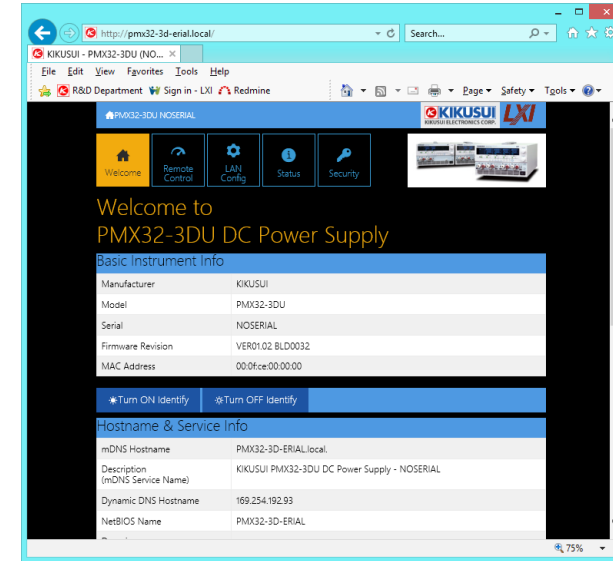 http://pmx32-3d-erial.local/
Search...
KIKUSUI - PMX32-3DU (NO...
File Edit View Favorites Tools Help
R&D Department Sign in - LXI Redmine Page Safety Tools
PMX32-3DU NOSERIAL
KIKUSUI
KIKUSUI ELECTRONICS CORP.
LXI
Welcome
Remote Control
LAN Config
Status
Security
Welcome to
PMX32-3DU DC Power Supply
Basic Instrument Info
Manufacturer KIKUSUI
Model PMX32-3DU
Serial NOSERIAL
Firmware Revision VER01.02 BLD0032
MAC Address 00:0f:ce:00:00:00
Turn ON Identify Turn OFF Identify
Hostname & Service Info
mDNS Hostname PMX32-3D-ERIAL.local.
Description KIKUSUI PMX32-3DU DC Power Supply - NOSERIAL
(mDNS Service Name)
Dynamic DNS Hostname 169.254.192.93
NetBIOS Name PMX32-3D-ERIAL
75%